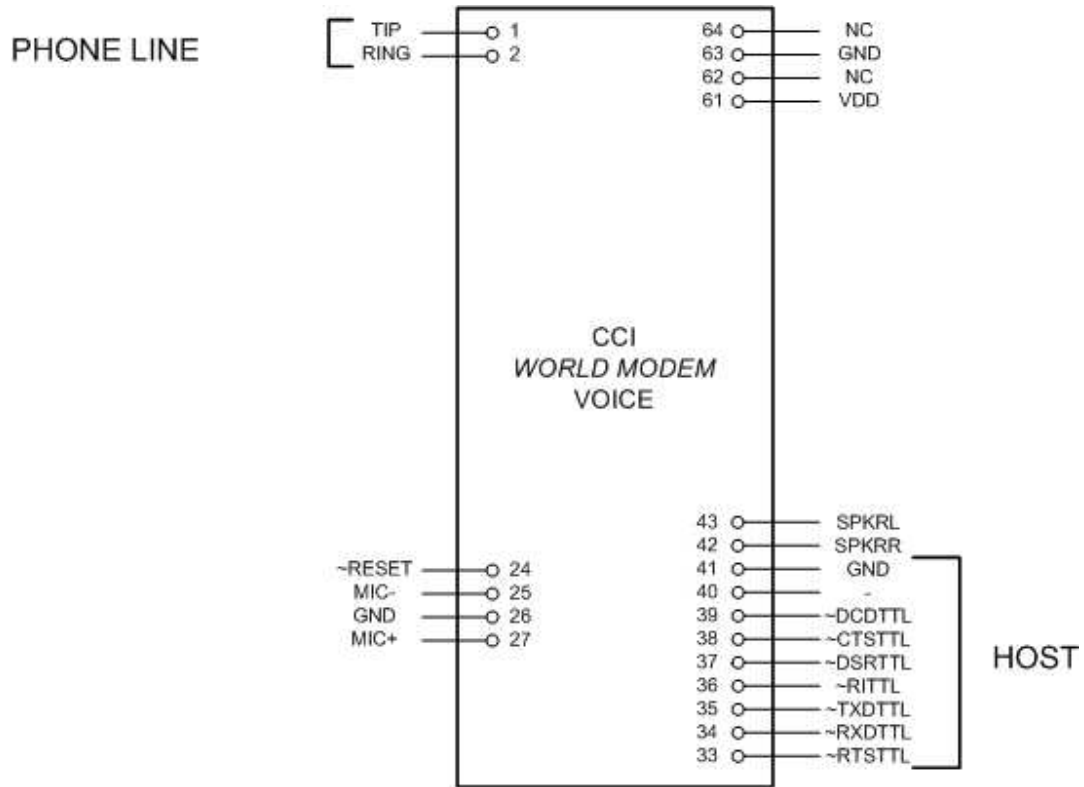 PHONE LINE
TIP 1
RING 2
64 NC
63 GND
62 NC
61 VDD
CCI
WORLD MODEM
VOICE
~RESET 24
MIC- 25
GND 26
MIC+ 27
43 SPKRL
42 SPKRR
41 GND
40 -
39 ~DCDTTL
38 ~CTSTTL
37 ~DSRTTL
36 ~RITTL
35 ~TXDTTL
34 ~RXDTTL
33 ~RTSTTL
HOST